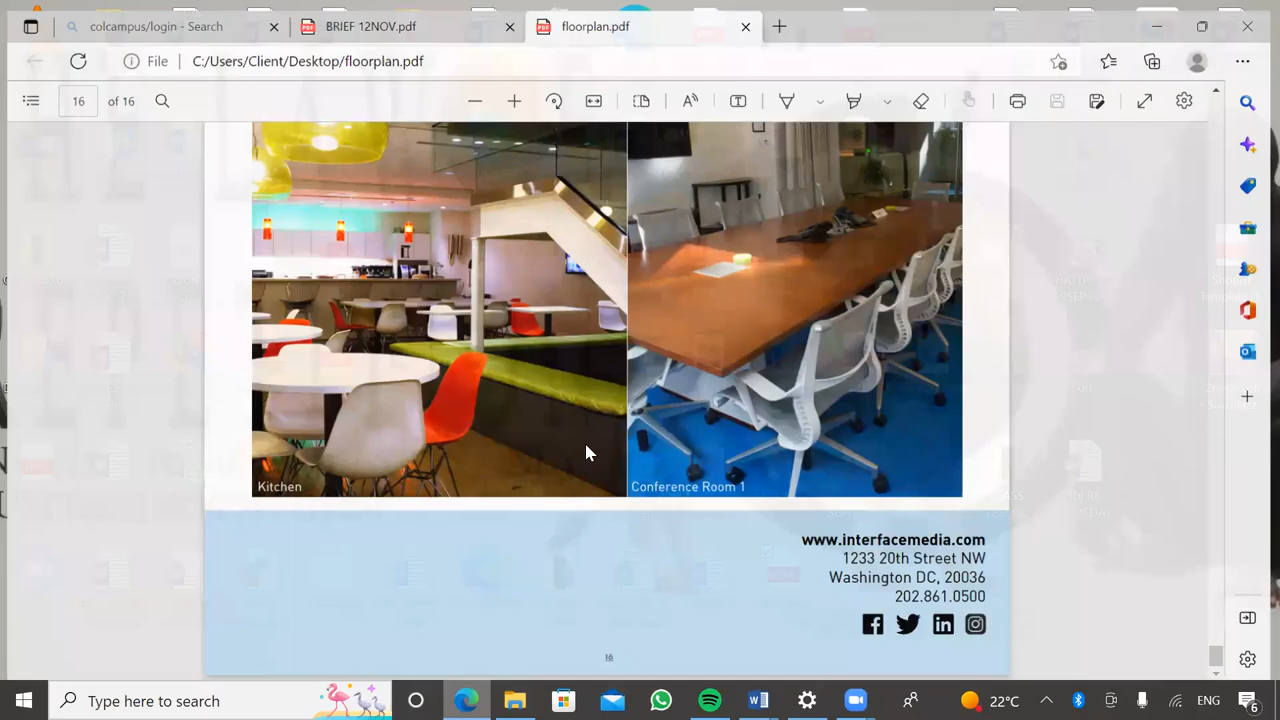 colcampus/login - Search
BRIEF 12NOV.pdf
floorplan.pdf
File
C:/Users/Client/Desktop/floorplan.pdf
16
of 16
Kitchen
Conference Room 1
www.interfacemedia.com
1233 20th Street NW
Washington DC, 20036
202.861.0500
16
Type here to search
22°C
ENG
6